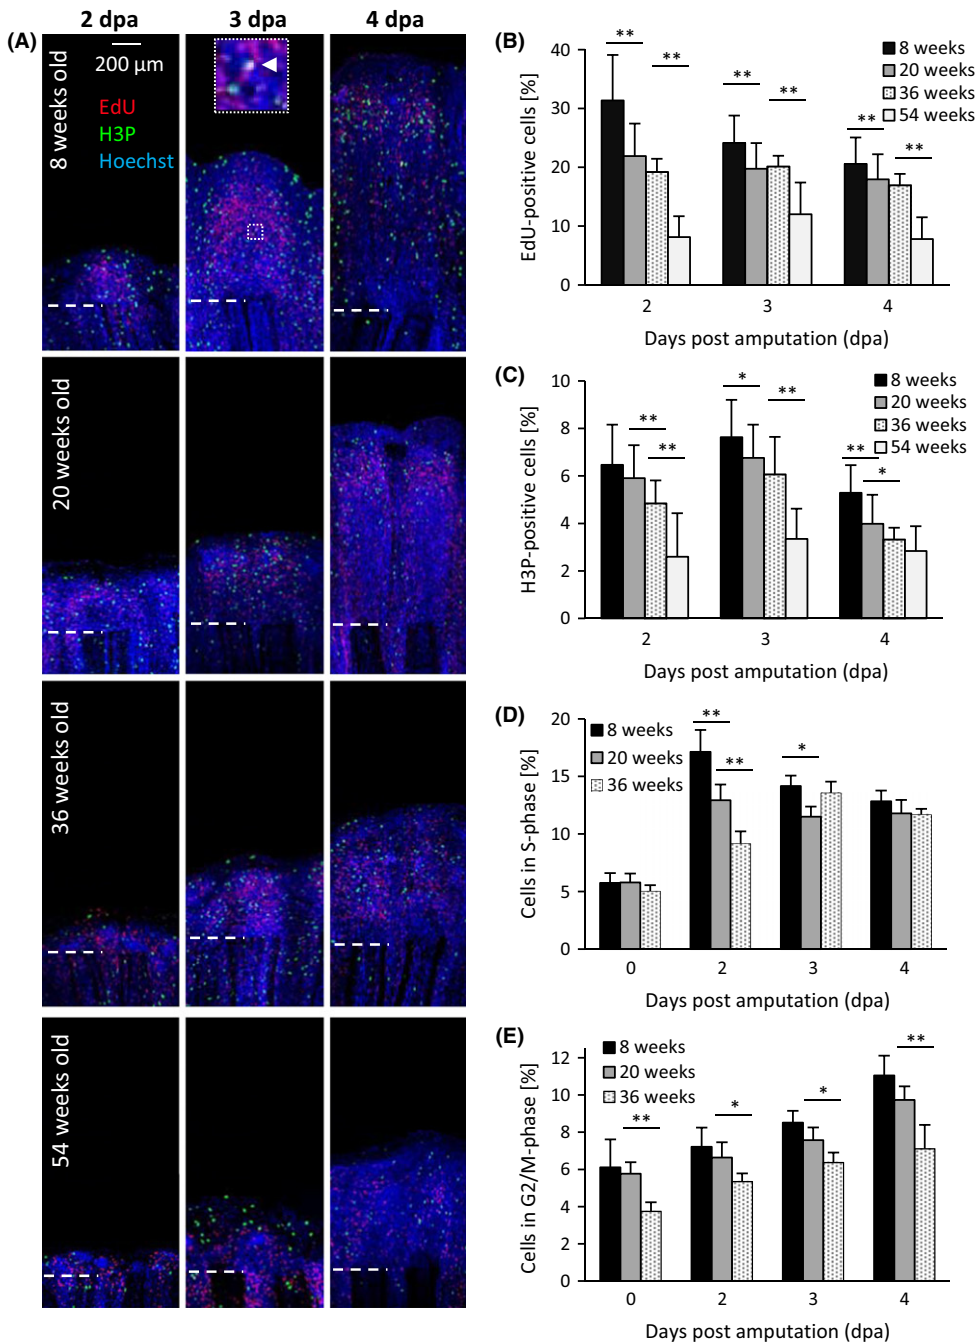 2 dpa 3 dpa 4 dpa
(A)
200 µm
EdU
H3P
Hoechst
8 weeks old
20 weeks old
36 weeks old
54 weeks old
(B)
EdU-positive cells [%]
40
30
20
10
0
** ** ** ** ** **
8 weeks
20 weeks
36 weeks
54 weeks
2 3 4
Days post amputation (dpa)
(C)
H3P-positive cells [%]
10
8
6
4
2
0
** ** * ** ** *
8 weeks
20 weeks
36 weeks
54 weeks
2 3 4
Days post amputation (dpa)
(D)
Cells in S-phase [%]
20
15
10
5
0
8 weeks
20 weeks
36 weeks
** ** *
0 2 3 4
Days post amputation (dpa)
(E)
Cells in G2/M-phase [%]
12
10
8
6
4
2
0
8 weeks
20 weeks
36 weeks
** * * **
0 2 3 4
Days post amputation (dpa)